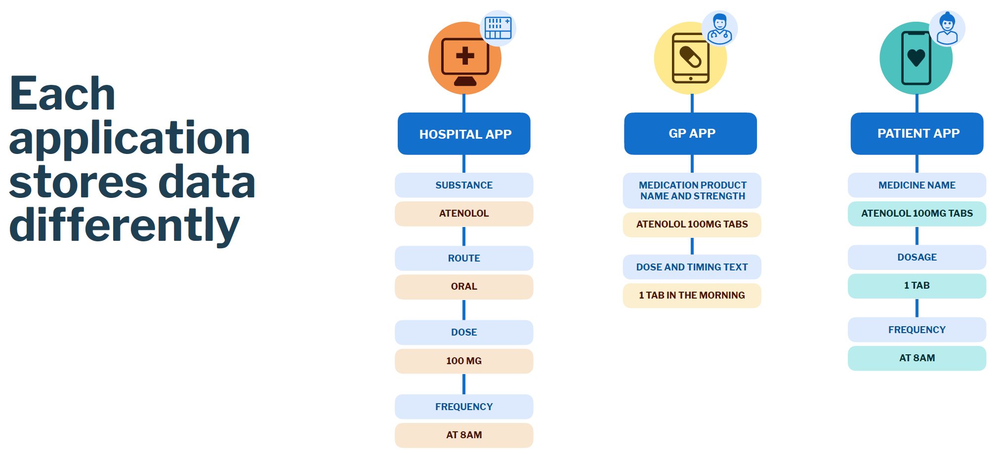 Each
application
stores data
differently
HOSPITAL APP
SUBSTANCE
ATENOLOL
ROUTE
ORAL
DOSE
100 MG
FREQUENCY
AT 8AM
GP APP
MEDICATION PRODUCT
NAME AND STRENGTH
ATENOLOL 100MG TABS
DOSE AND TIMING TEXT
1 TAB IN THE MORNING
PATIENT APP
MEDICINE NAME
ATENOLOL 100MG TABS
DOSAGE
1 TAB
FREQUENCY
AT 8AM